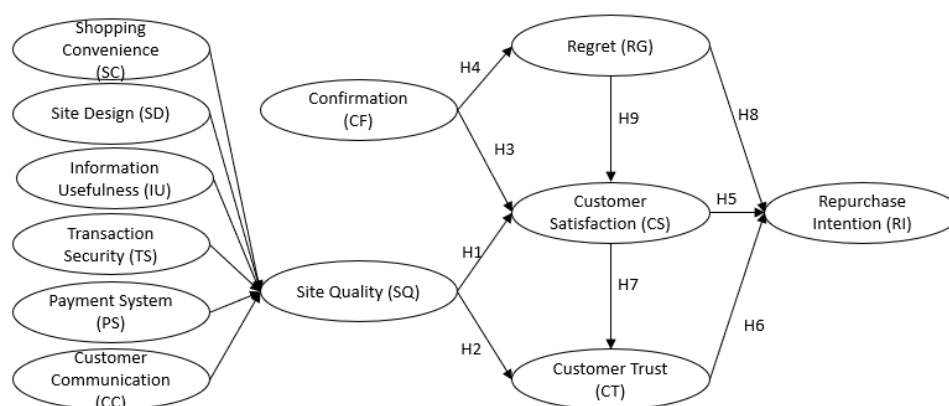 Shopping
Convenience
(SC)
Site Design (SD)
Information
Usefulness (IU)
Transaction
Security (TS)
Payment System
(PS)
Customer
Communication
(CC)
Confirmation
(CF)
Site Quality (SQ)
H4
H3
H1
H2
Regret (RG)
H9
Customer
Satisfaction (CS)
H7
Customer Trust
(CT)
H8
H5
H6
Repurchase
Intention (RI)